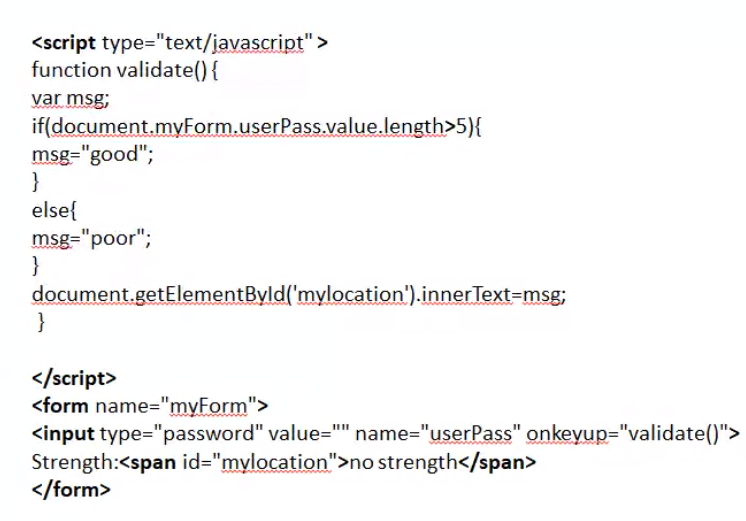 <script type="text/javascript">
function validate(){
var msg;
if(document.myForm.userPass.value.length>5){
msg="good";
}
else{
msg="poor";
}
document.getElementById('mylocation').innerText=msg;
}
</script>
<form name="myForm">
<input type="password" value="" name="userPass" onkeyup="validate()">
Strength:<span id="mylocation">no strength</span>
</form>